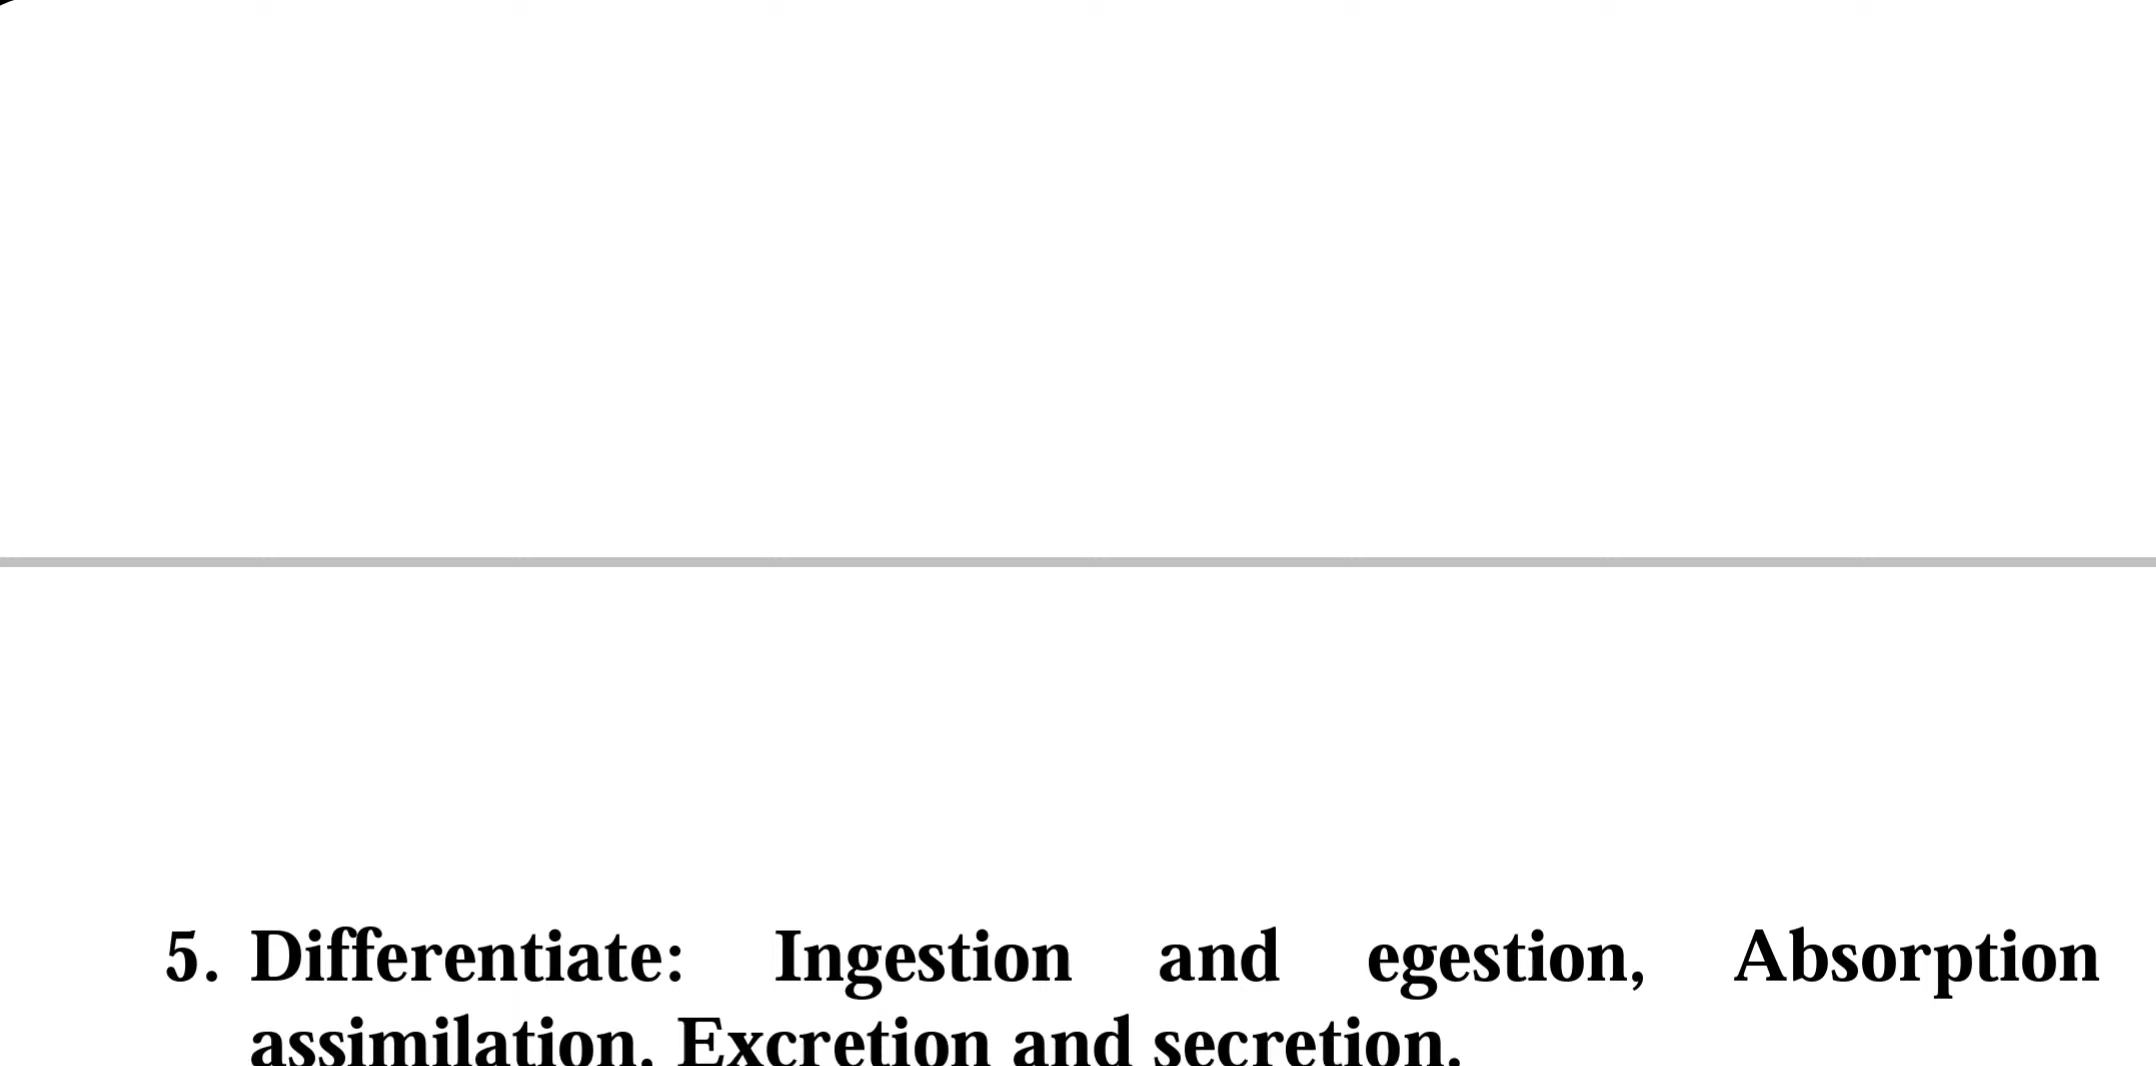 5. Differentiate: Ingestion and egestion, Absorption
assimilation. Excretion and secretion.